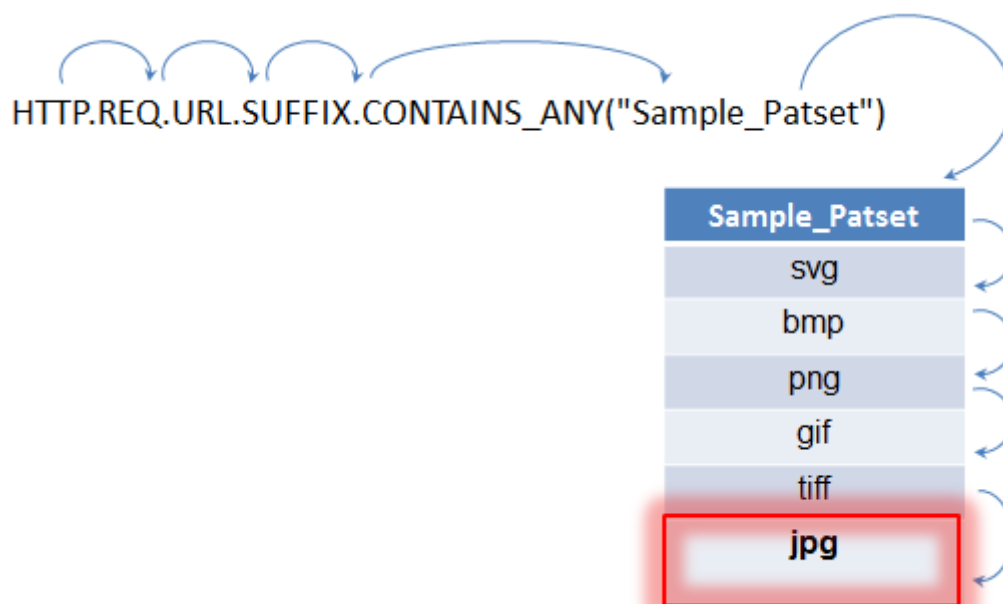 HTTP.REQ.URL.SUFFIX.CONTAINS_ANY("Sample_Patset")
Sample_Patset
svg
bmp
png
gif
tiff
jpg